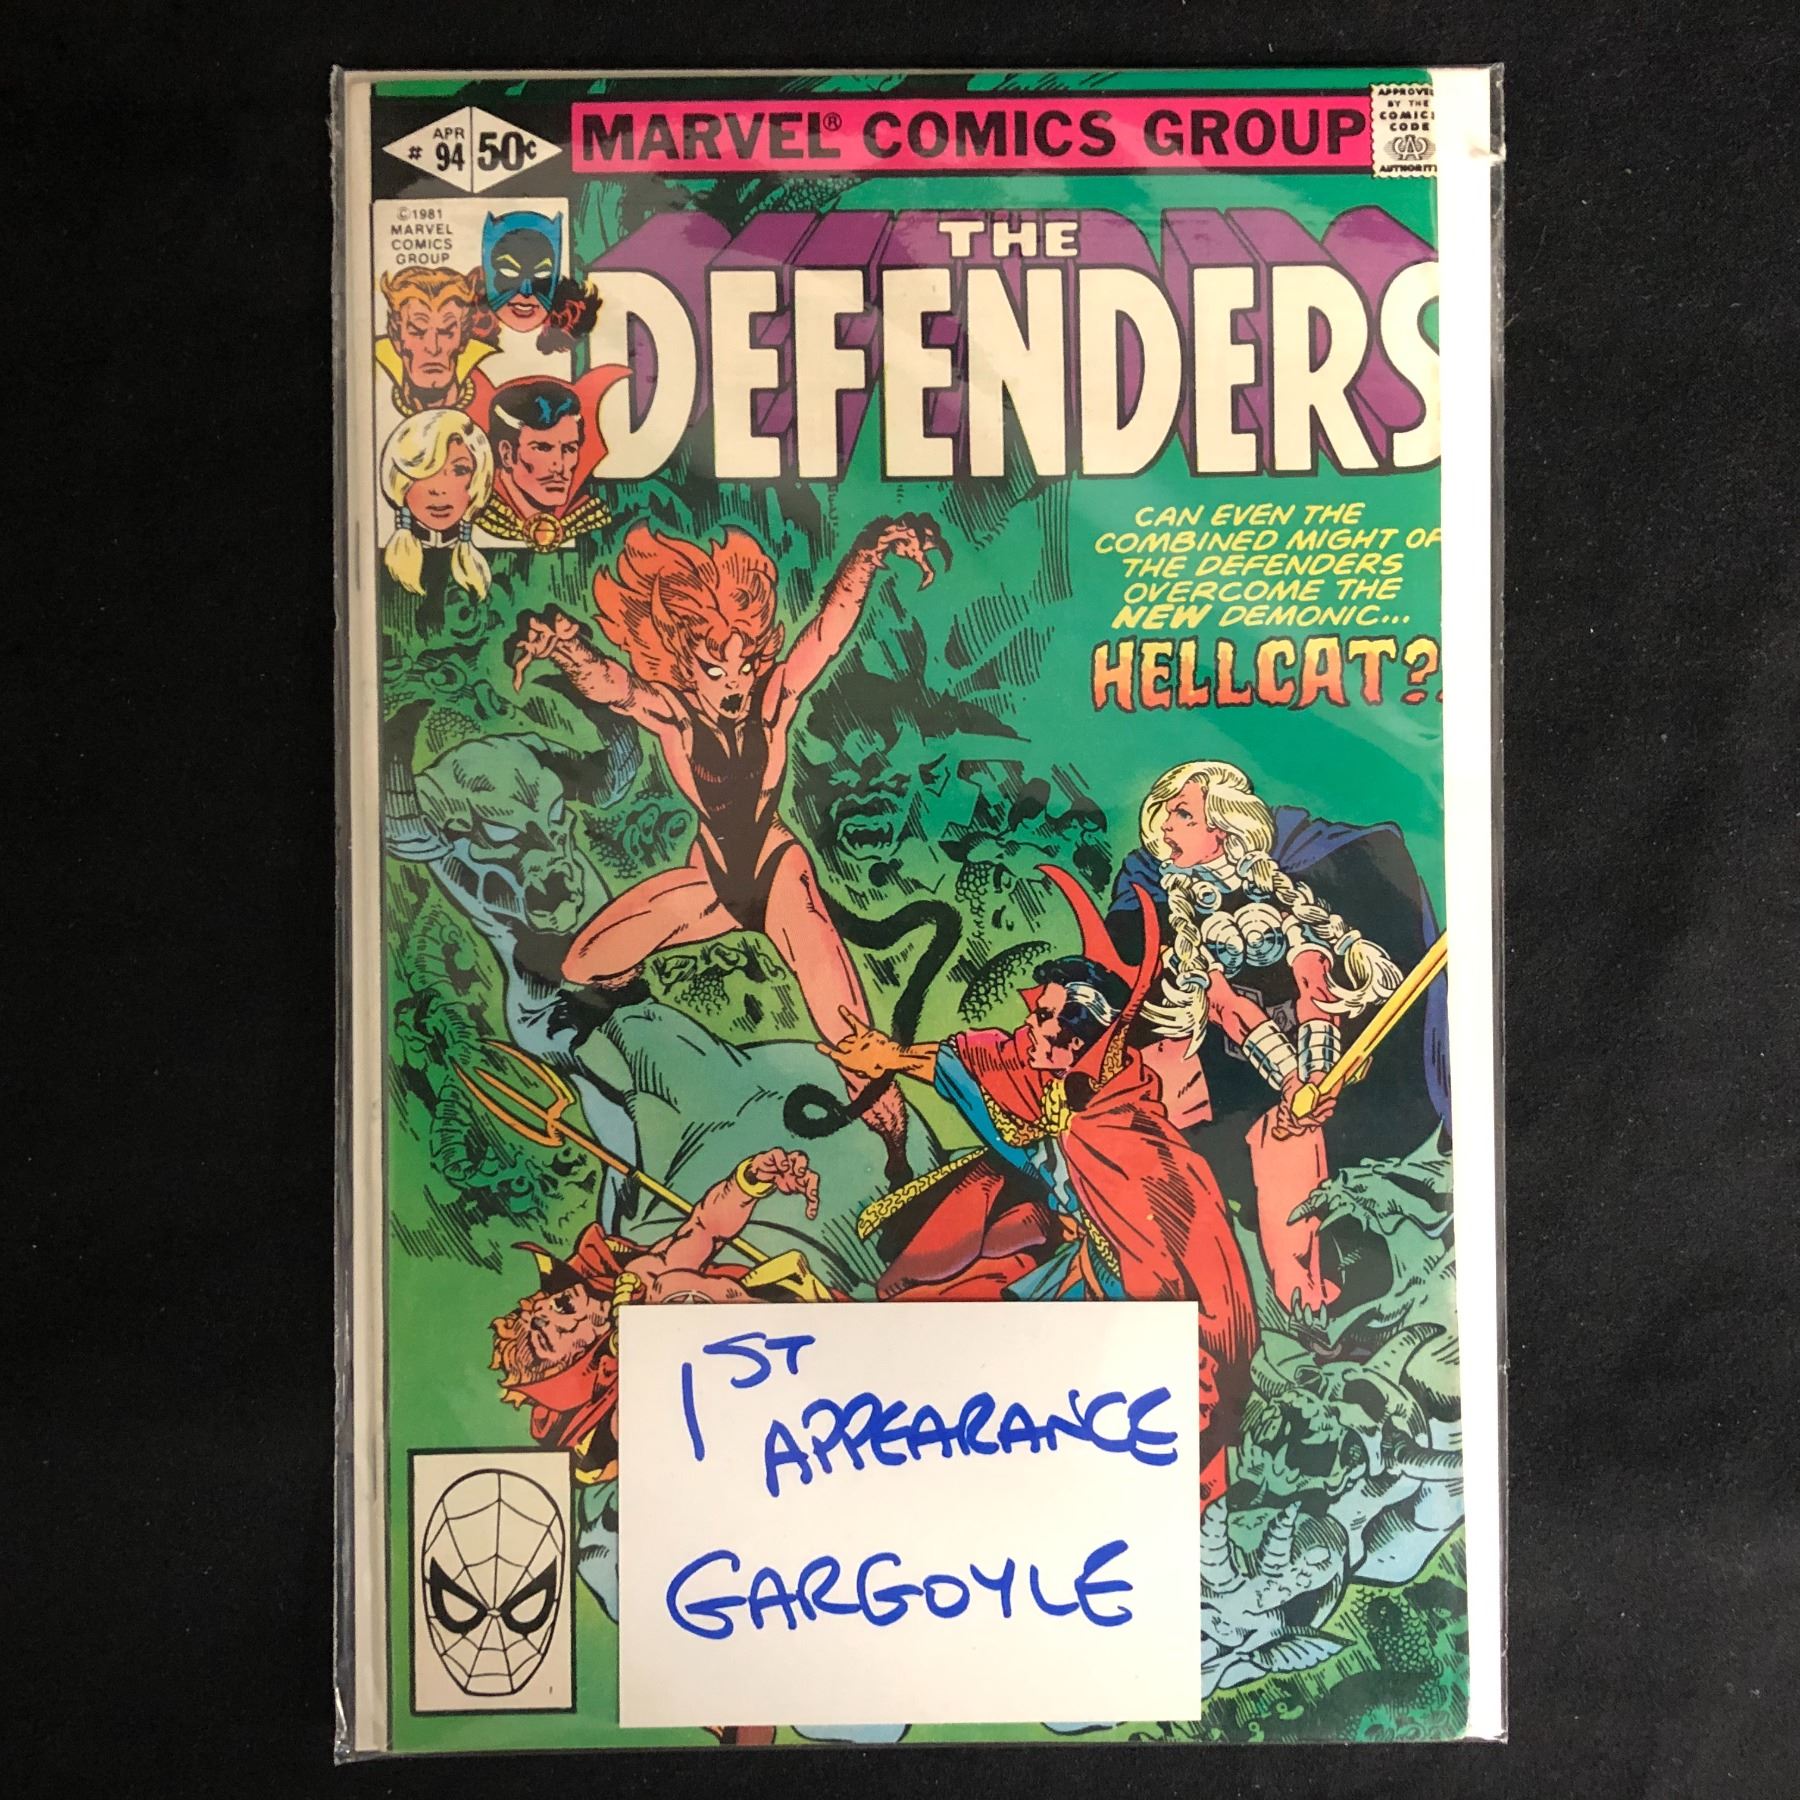 APR
# 94 50¢
MARVEL® COMICS GROUP
APPROVED
BY THE
COMICS
CODE
CA
AUTHORITY
©1981
MARVEL
COMICS
GROUP
THE
DEFENDERS
CAN EVEN THE
COMBINED MIGHT OF
THE DEFENDERS
OVERCOME THE
NEW DEMONIC...
HELLCAT?!
1ST
APPEARANCE
GARGOYLE